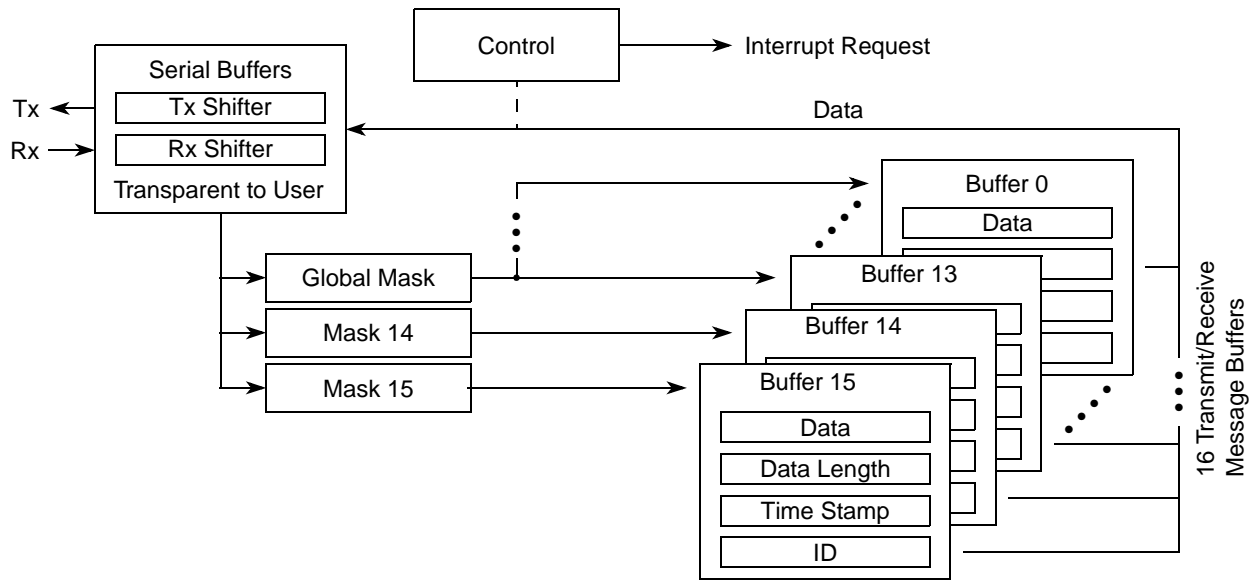 Control
Interrupt Request
Serial Buffers
Tx Shifter
Rx Shifter
Transparent to User
Tx
Rx
Data
Buffer 0
Data
Global Mask
Buffer 13
Mask 14
Buffer 14
Mask 15
Buffer 15
Data
Data Length
Time Stamp
ID
16 Transmit/Receive
Message Buffers